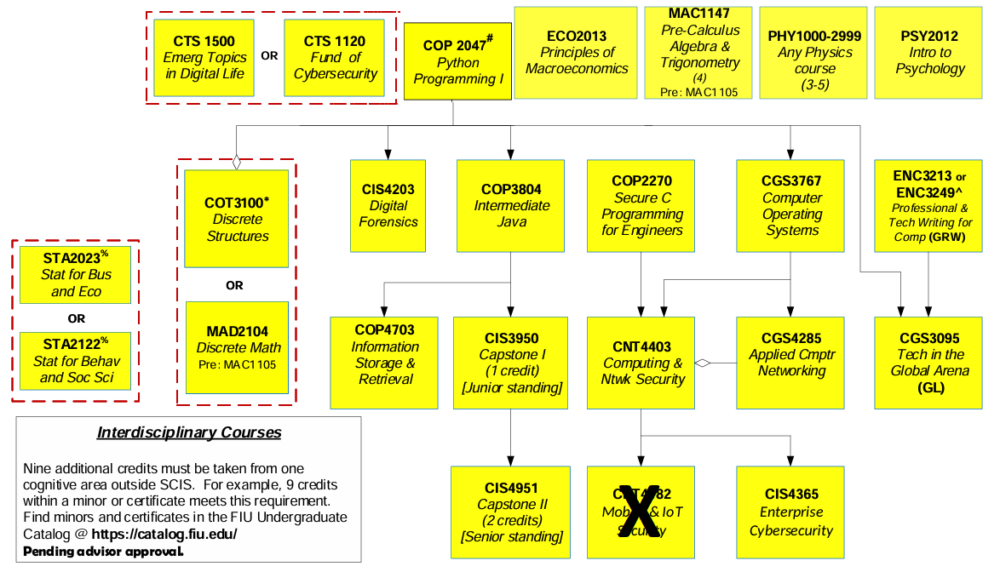 CTS 1500
Emerg Topics
in Digital Life
OR
CTS 1120
Fund of
Cybersecurity
COP 2047#
Python
Programming I
ECO2013
Principles of
Macroeconomics
MAC1147
Pre-Calculus
Algebra &
Trigonometry
(4)
Pre: MAC1105
PHY1000-2999
Any Physics
course
(3-5)
PSY2012
Intro to
Psychology
COT3100*
Discrete
Structures
OR
MAD2104
Discrete Math
Pre: MAC1105
CIS4203
Digital
Forensics
COP3804
Intermediate
Java
COP2270
Secure C
Programming
for Engineers
CGS3767
Computer
Operating
Systems
ENC3213 or
ENC3249^
Professional &
Tech Writing for
Comp (GRW)
STA2023%
Stat for Bus
and Eco
OR
STA2122%
Stat for Behav
and Soc Sci
COP4703
Information
Storage &
Retrieval
CIS3950
Capstone I
(1 credit)
[Junior standing]
CNT4403
Computing &
Ntwk Security
CGS4285
Applied Cmptr
Networking
CGS3095
Tech in the
Global Arena
(GL)
Interdisciplinary Courses
Nine additional credits must be taken from one
cognitive area outside SCIS. For example, 9 credits
within a minor or certificate meets this requirement.
Find minors and certificates in the FIU Undergraduate
Catalog @ https://catalog.fiu.edu/
Pending advisor approval.
CIS4951
Capstone II
(2 credits)
[Senior standing]
& IoT
X
CIS4365
Enterprise
Cybersecurity